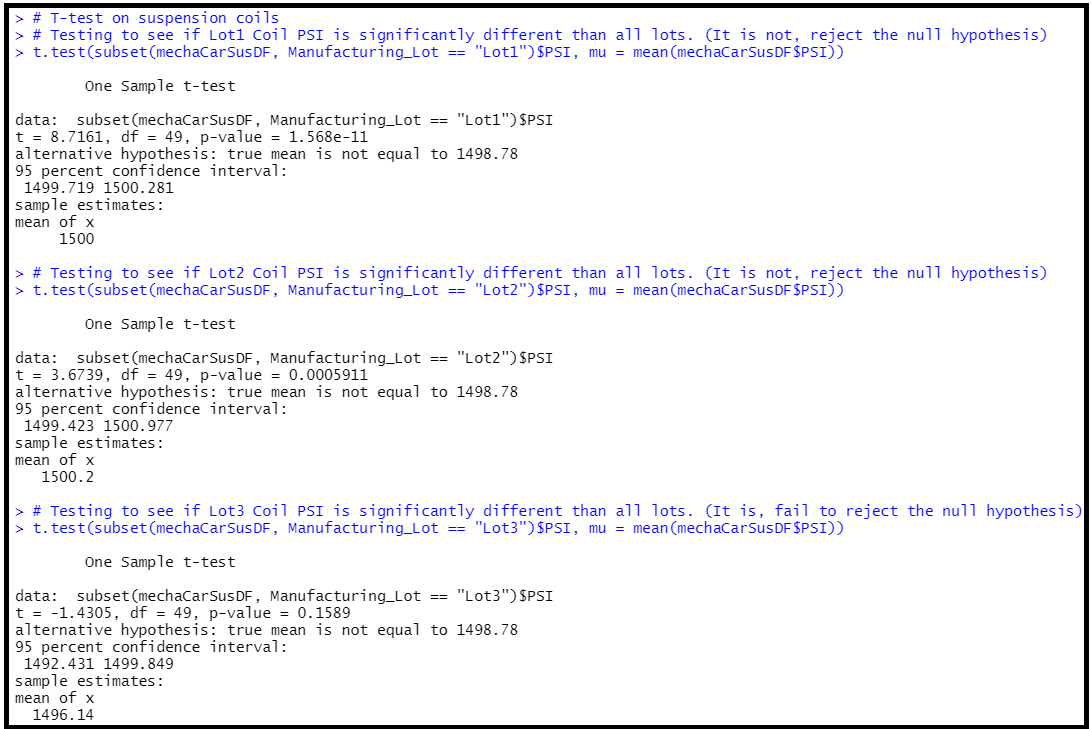 > # T-test on suspension coils
> # Testing to see if Lot1 Coil PSI is significantly different than all lots. (It is not, reject the null hypothesis)
> t.test(subset(mechaCarSusDF, Manufacturing_Lot == "Lot1")$PSI, mu = mean(mechaCarSusDF$PSI))
One Sample t-test
data:  subset(mechaCarSusDF, Manufacturing_Lot == "Lot1")$PSI
t = 8.7161, df = 49, p-value = 1.568e-11
alternative hypothesis: true mean is not equal to 1498.78
95 percent confidence interval:
1499.719 1500.281
sample estimates:
mean of x
1500
> # Testing to see if Lot2 Coil PSI is significantly different than all lots. (It is not, reject the null hypothesis)
> t.test(subset(mechaCarSusDF, Manufacturing_Lot == "Lot2")$PSI, mu = mean(mechaCarSusDF$PSI))
One Sample t-test
data:  subset(mechaCarSusDF, Manufacturing_Lot == "Lot2")$PSI
t = 3.6739, df = 49, p-value = 0.0005911
alternative hypothesis: true mean is not equal to 1498.78
95 percent confidence interval:
1499.423 1500.977
sample estimates:
mean of x
1500.2
> # Testing to see if Lot3 Coil PSI is significantly different than all lots. (It is, fail to reject the null hypothesis)
> t.test(subset(mechaCarSusDF, Manufacturing_Lot == "Lot3")$PSI, mu = mean(mechaCarSusDF$PSI))
One Sample t-test
data:  subset(mechaCarSusDF, Manufacturing_Lot == "Lot3")$PSI
t = -1.4305, df = 49, p-value = 0.1589
alternative hypothesis: true mean is not equal to 1498.78
95 percent confidence interval:
1492.431 1499.849
sample estimates:
mean of x
1496.14